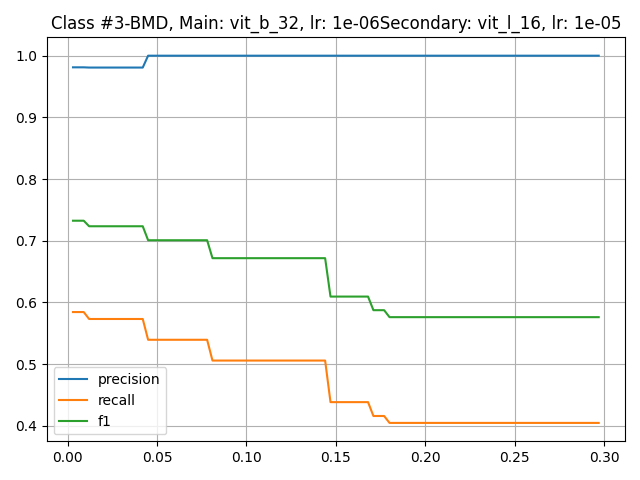 Class #3-BMD, Main: vit_b_32, lr: 1e-06Secondary: vit_l_16, lr: 1e-05
1.0
0.9
0.8
0.7
0.6
0.5
0.4
precision
recall
f1
0.00 0.05 0.10 0.15 0.20 0.25 0.30